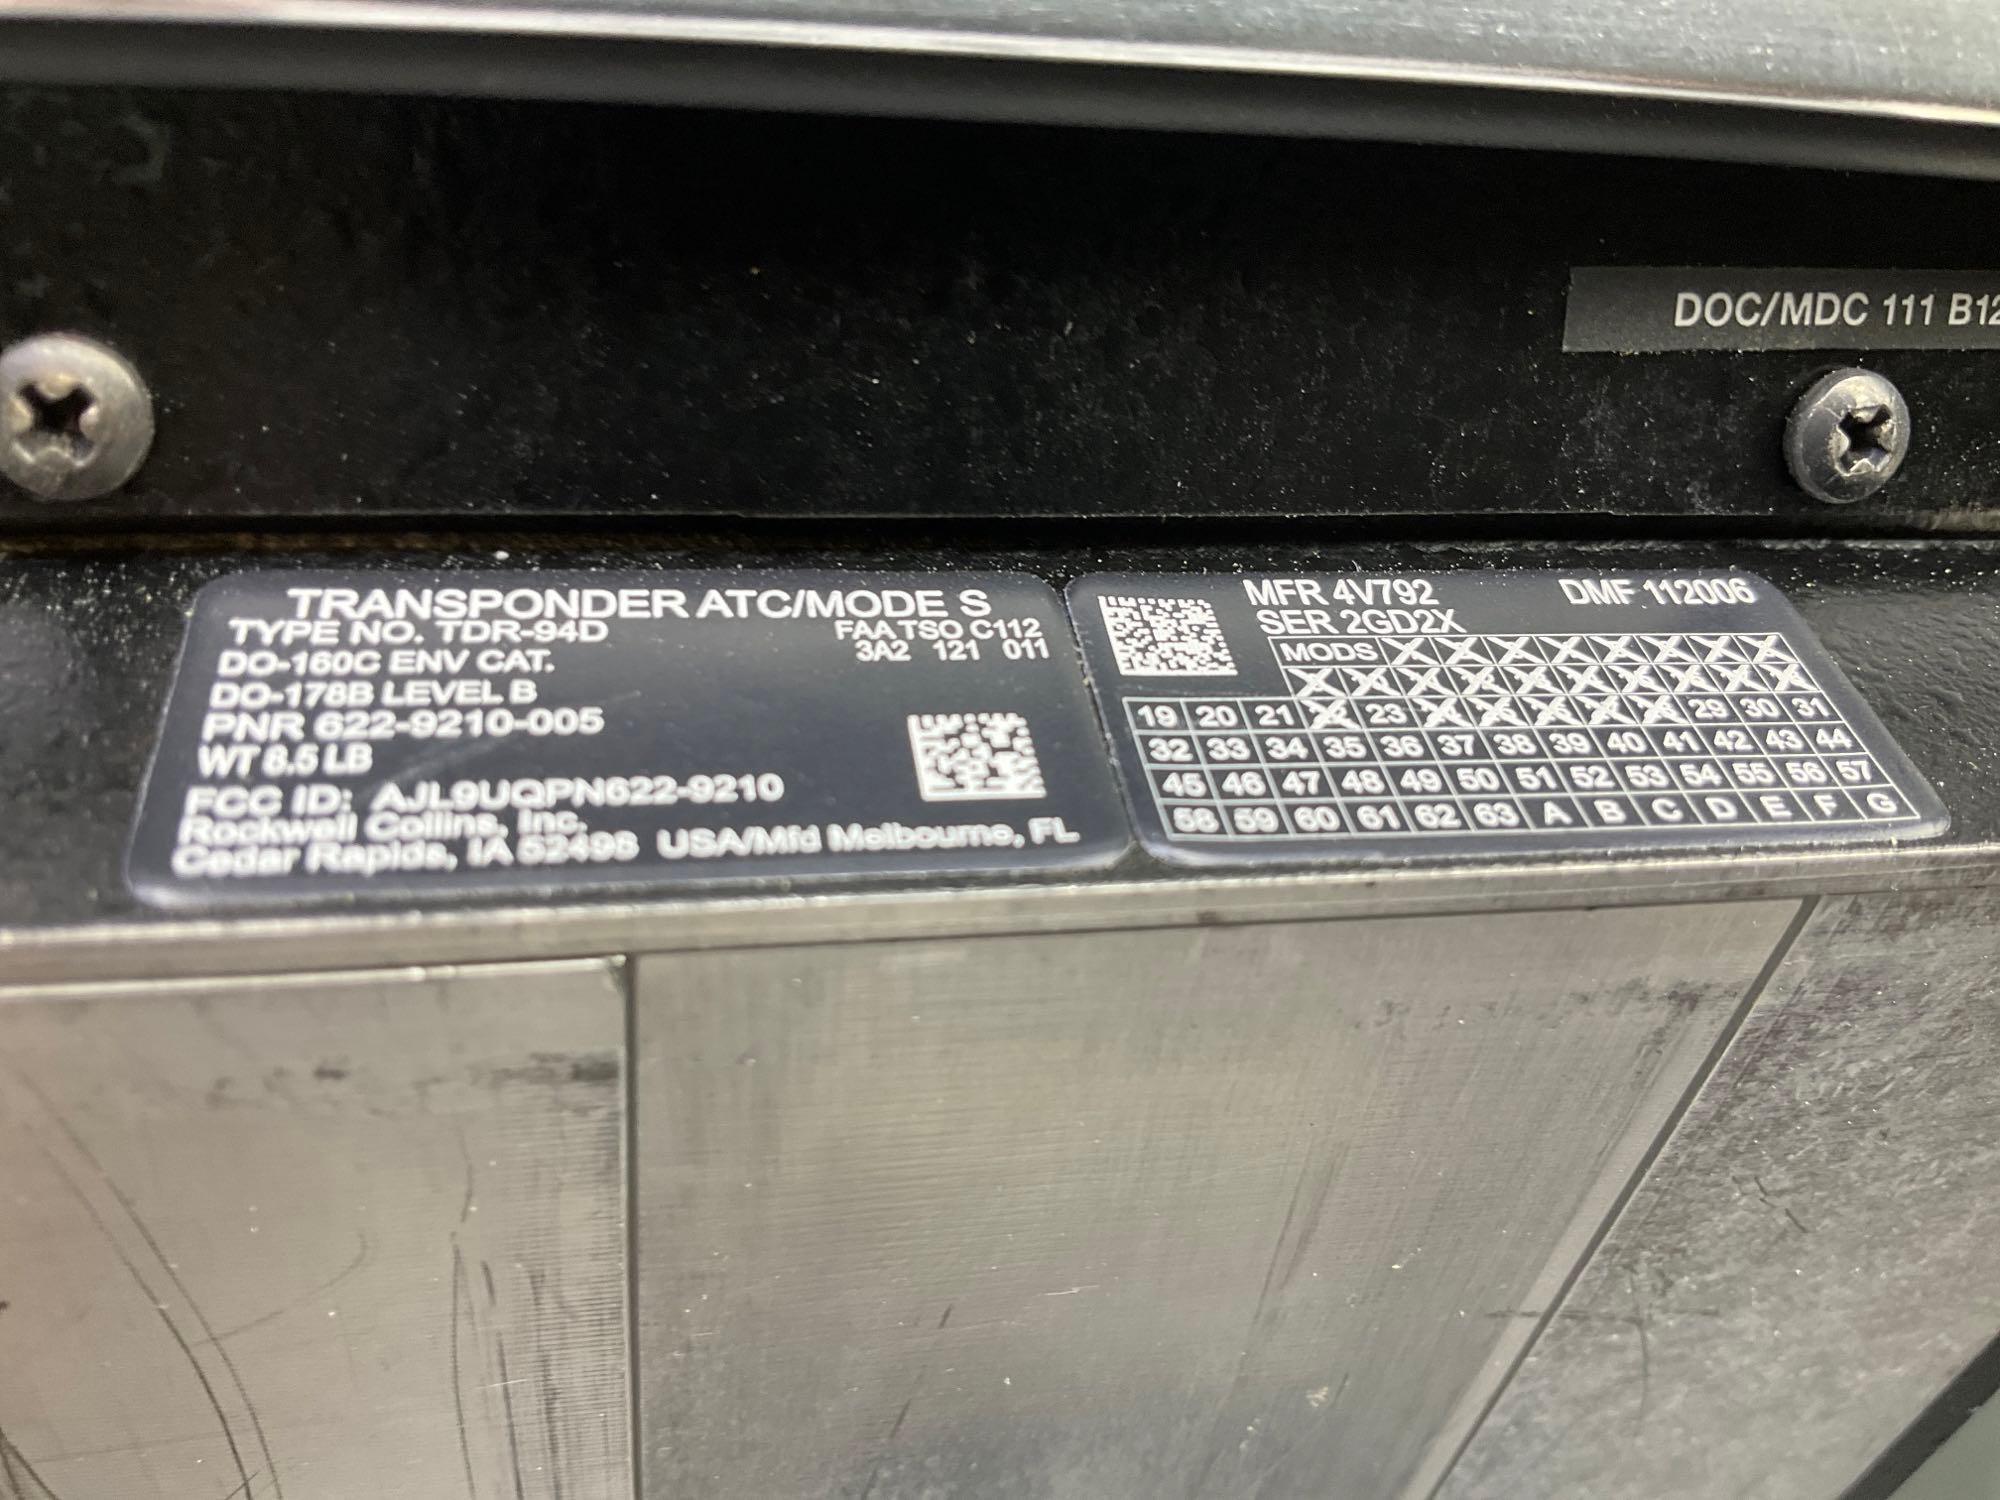 DOC/MDC 111 B12
TRANSPONDER ATC/MODE S
TYPE NO. TDR-94D FAA TSO C112
DO-160C ENV CAT. 3A2 121 011
DO-178B LEVEL B
PNR 622-9210-005
WT 8.5 LB
FCC ID: AJL9UQPN622-9210
Rockwell Collins, Inc.
Cedar Rapids, IA 52498 USA/Mfd Melbourne, FL
MFR 4V792 DMF 112006
SER 2GD2X
MODS
19 20 21 23 29 30 31
32 33 34 35 36 37 38 39 40 41 42 43 44
45 46 47 48 49 50 51 52 53 54 55 56 57
58 59 60 61 62 63 A B C D E F G